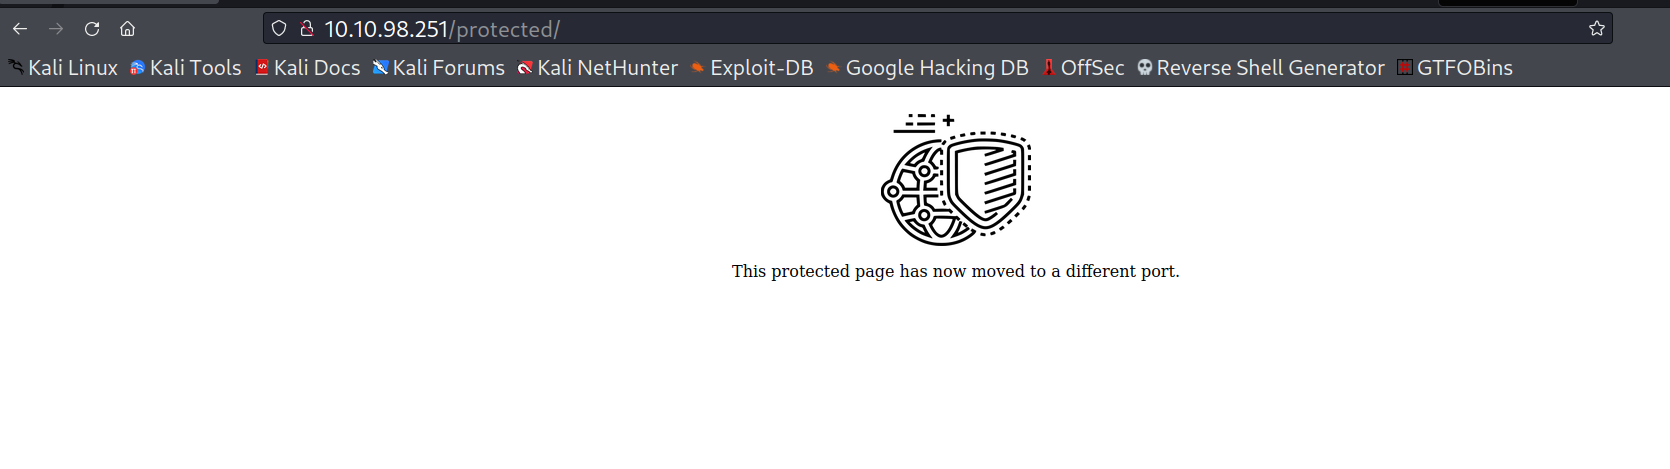 10.10.98.251/protected/
Kali Linux Kali Tools Kali Docs Kali Forums Kali NetHunter Exploit-DB Google Hacking DB OffSec Reverse Shell Generator GTFOBins
This protected page has now moved to a different port.